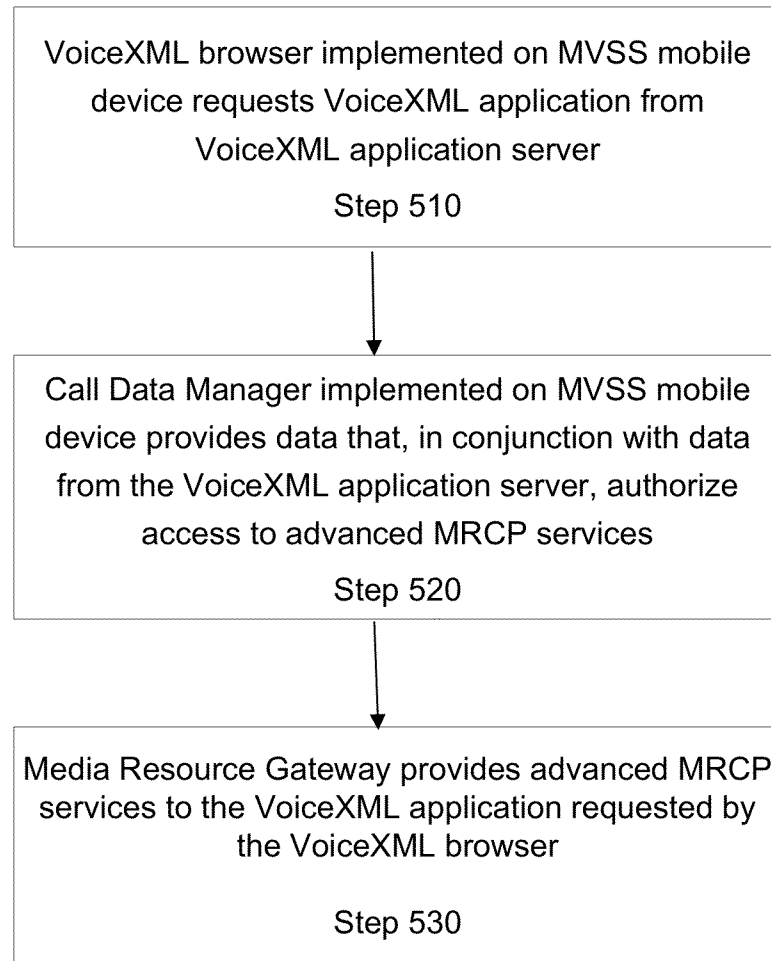 VoiceXML browser implemented on MVSS mobile
device requests VoiceXML application from
VoiceXML application server
Step 510
Call Data Manager implemented on MVSS mobile
device provides data that, in conjunction with data
from the VoiceXML application server, authorize
access to advanced MRCP services
Step 520
Media Resource Gateway provides advanced MRCP
services to the VoiceXML application requested by
the VoiceXML browser
Step 530